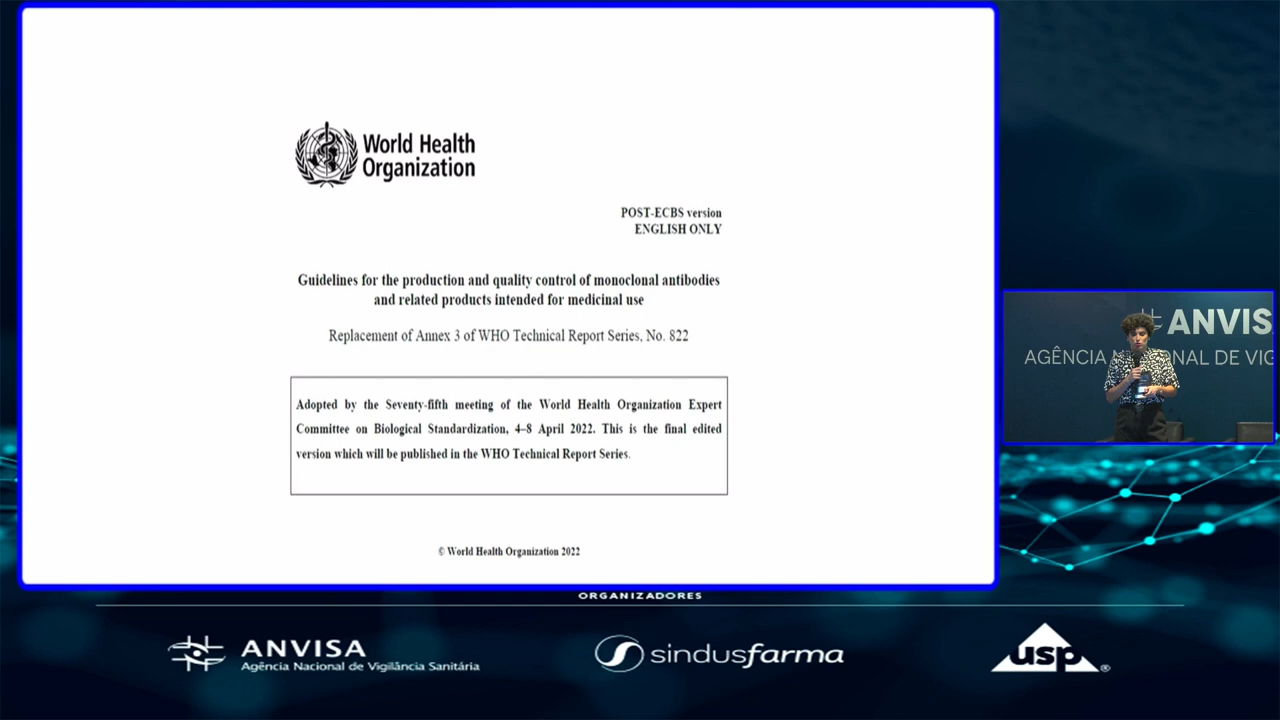 World Health
Organization
POST-ECBS version
ENGLISH ONLY
Guidelines for the production and quality control of monoclonal antibodies
and related products intended for medicinal use
Replacement of Annex 3 of WHO Technical Report Series, No. 822
Adopted by the Seventy-fifth meeting of the World Health Organization Expert
Committee on Biological Standardization, 4–8 April 2022. This is the final edited
version which will be published in the WHO Technical Report Series.
© World Health Organization 2022
ANVIS
AGÊNCIA NAL DE VIG
ORGANIZADORES
ANVISA
Agência Nacional de Vigilância Sanitária
sindusfarma
usp®